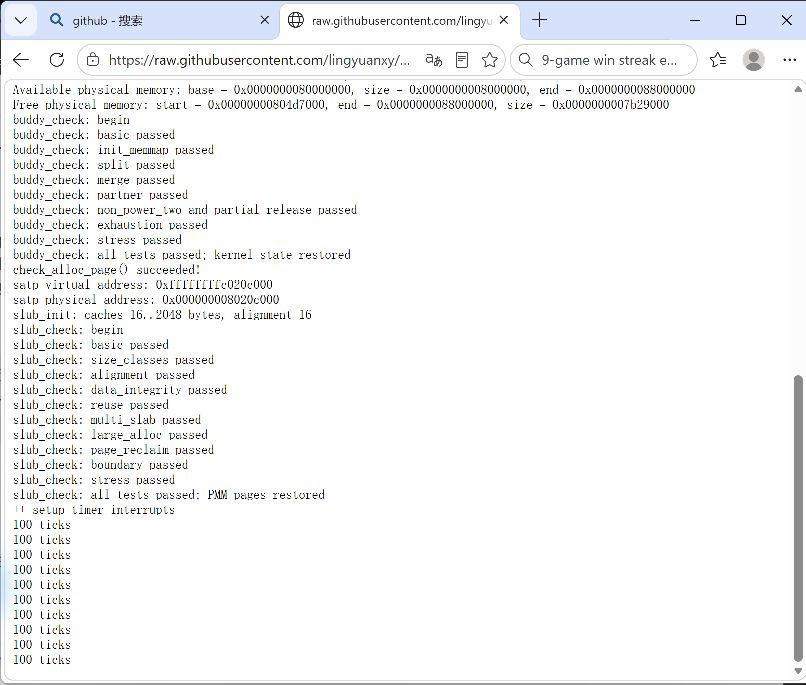 github - 搜索
raw.githubusercontent.com/lingyu
https://raw.githubusercontent.com/lingyuanxy/...
9-game win streak e...
Available physical memory: base = 0x0000000080000000, size = 0x0000000008000000, end = 0x0000000088000000
Free physical memory: start = 0x00000000804d7000, end = 0x0000000088000000, size = 0x0000000007b29000
buddy_check: begin
buddy_check: basic passed
buddy_check: init_memmap passed
buddy_check: split passed
buddy_check: merge passed
buddy_check: partner passed
buddy_check: non_power_two and partial release passed
buddy_check: exhaustion passed
buddy_check: stress passed
buddy_check: all tests passed; kernel state restored
check_alloc_page() succeeded!
satp virtual address: 0xffffffffc020c000
satp physical address: 0x000000008020c000
slub_init: caches 16..2048 bytes, alignment 16
slub_check: begin
slub_check: basic passed
slub_check: size_classes passed
slub_check: alignment passed
slub_check: data_integrity passed
slub_check: reuse passed
slub_check: multi_slab passed
slub_check: large_alloc passed
slub_check: page_reclaim passed
slub_check: boundary passed
slub_check: stress passed
slub_check: all tests passed; PMM pages restored
++ setup timer interrupts
100 ticks
100 ticks
100 ticks
100 ticks
100 ticks
100 ticks
100 ticks
100 ticks
100 ticks
100 ticks